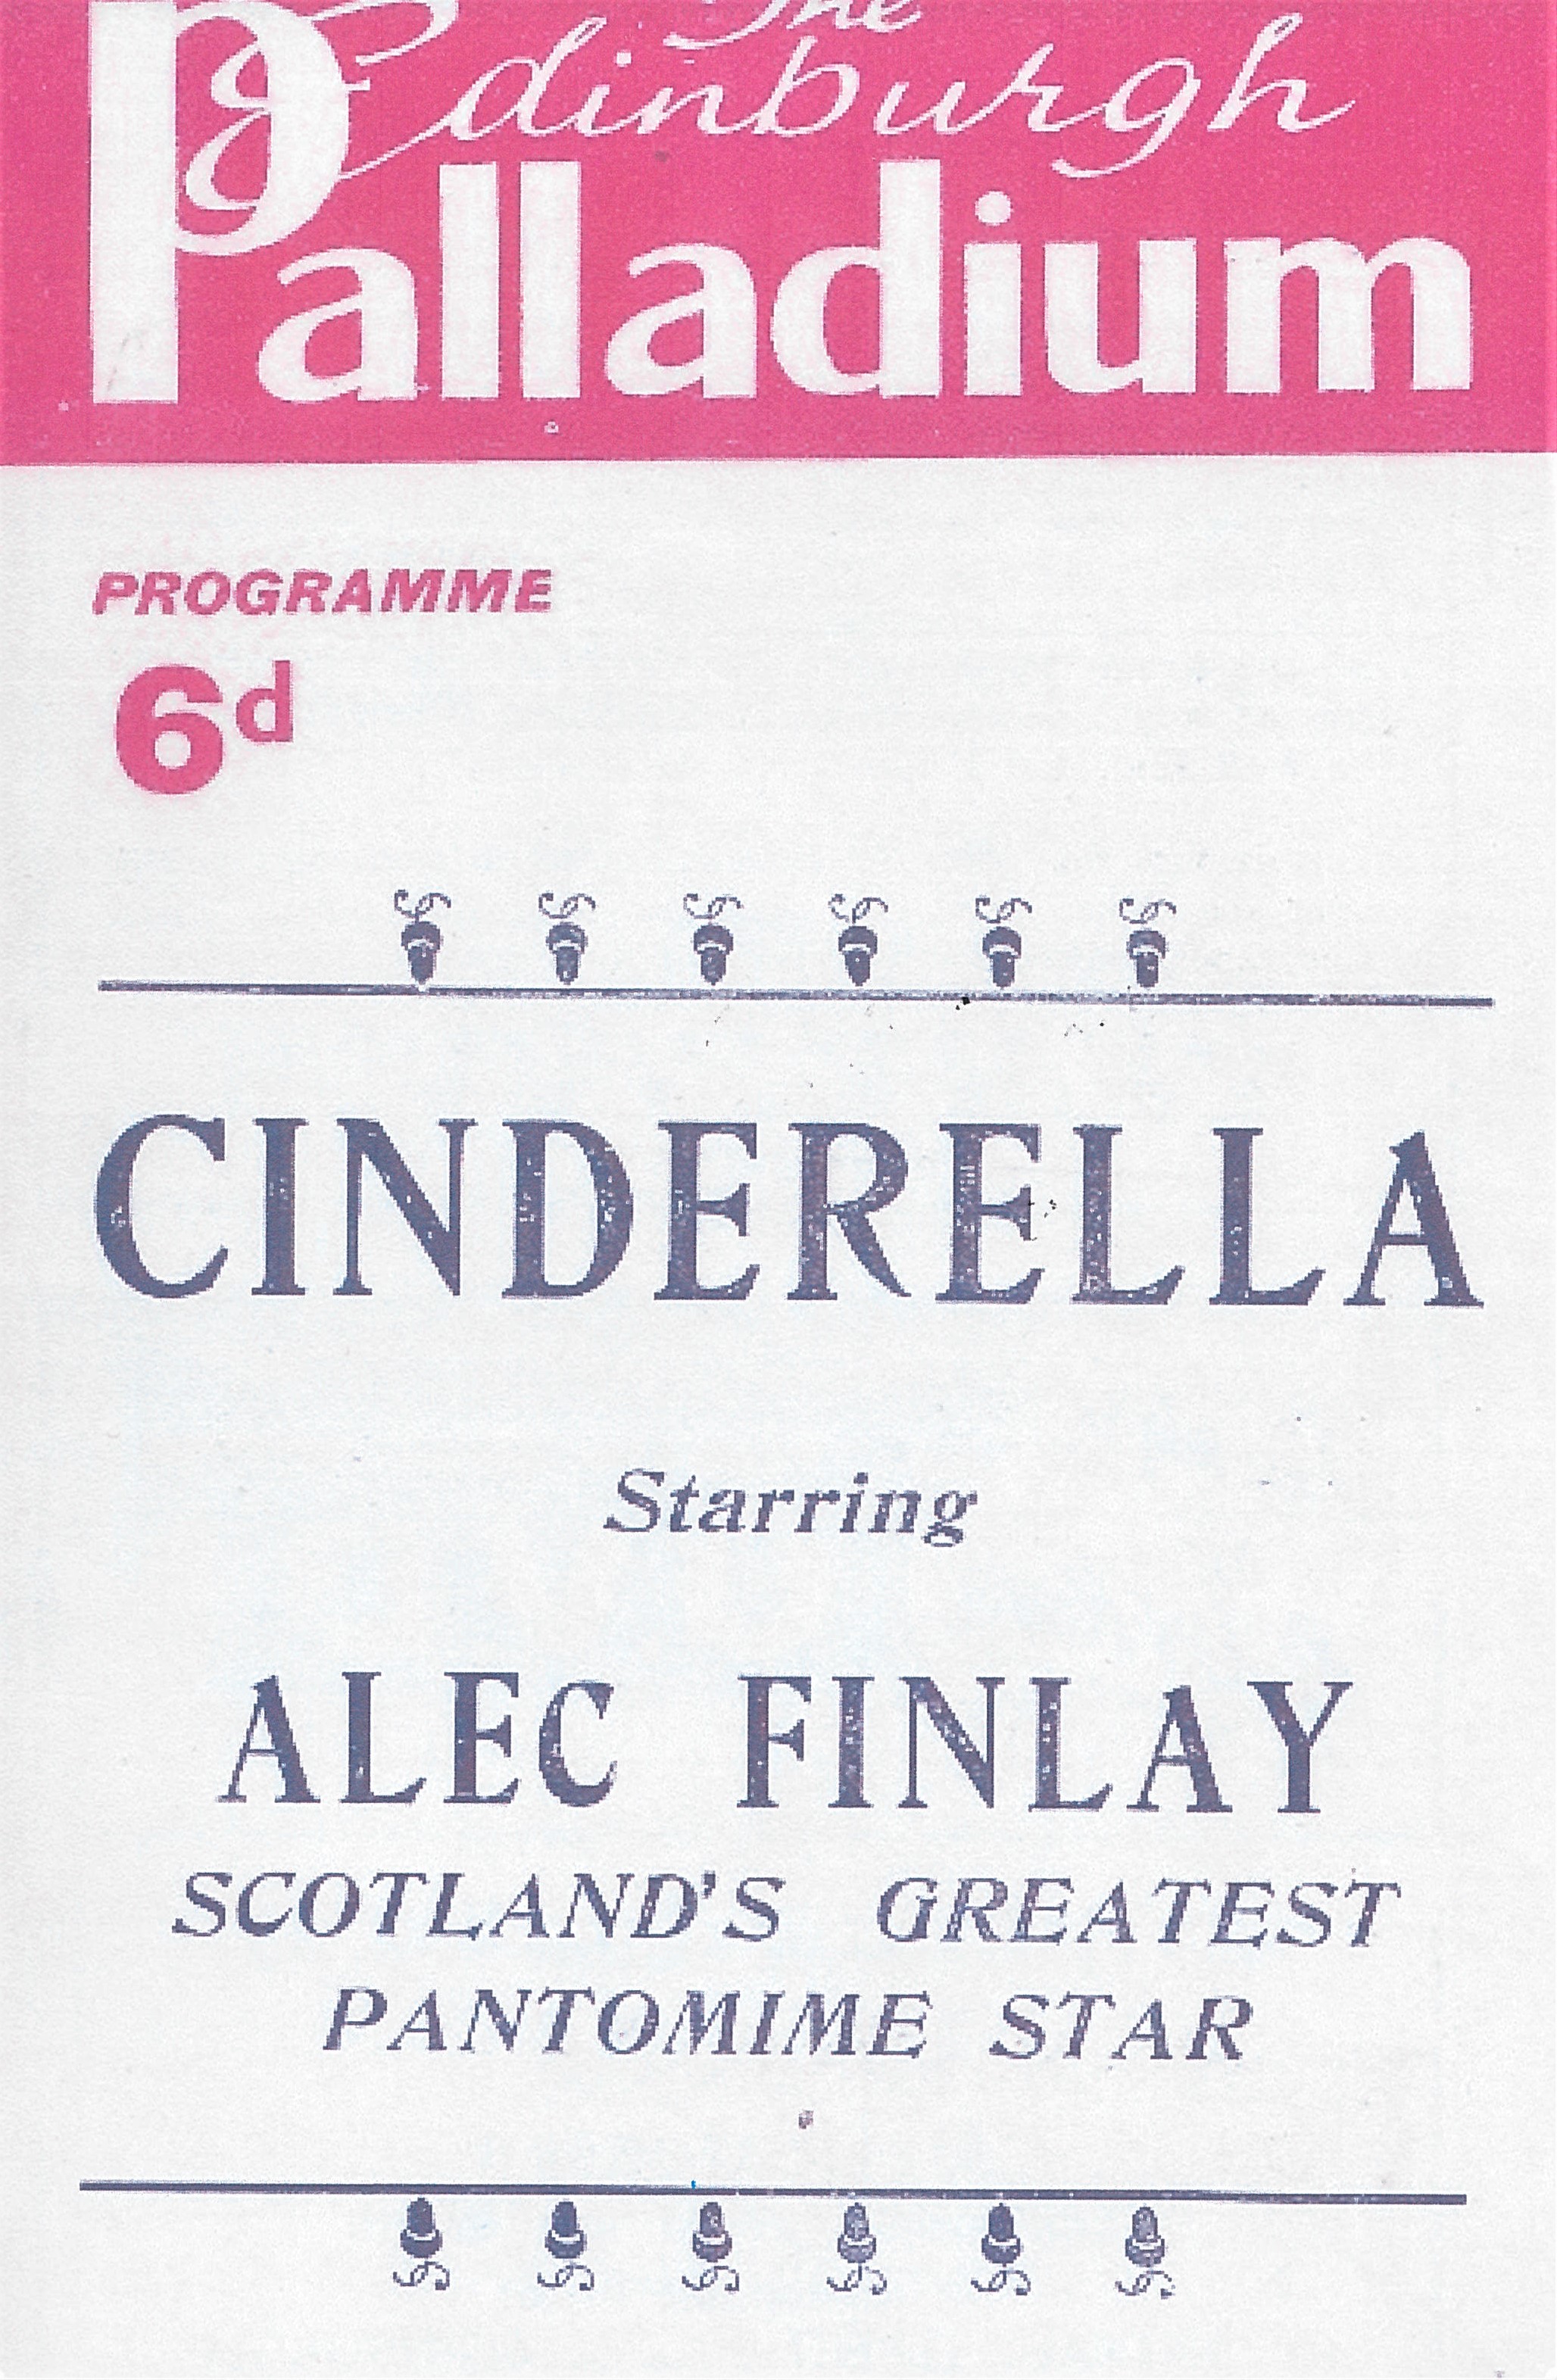 The
Edinburgh
Palladium
PROGRAMME
6d
CINDERELLA
Starring
ALEC FINLAY
SCOTLAND'S GREATEST
PANTOMIME STAR